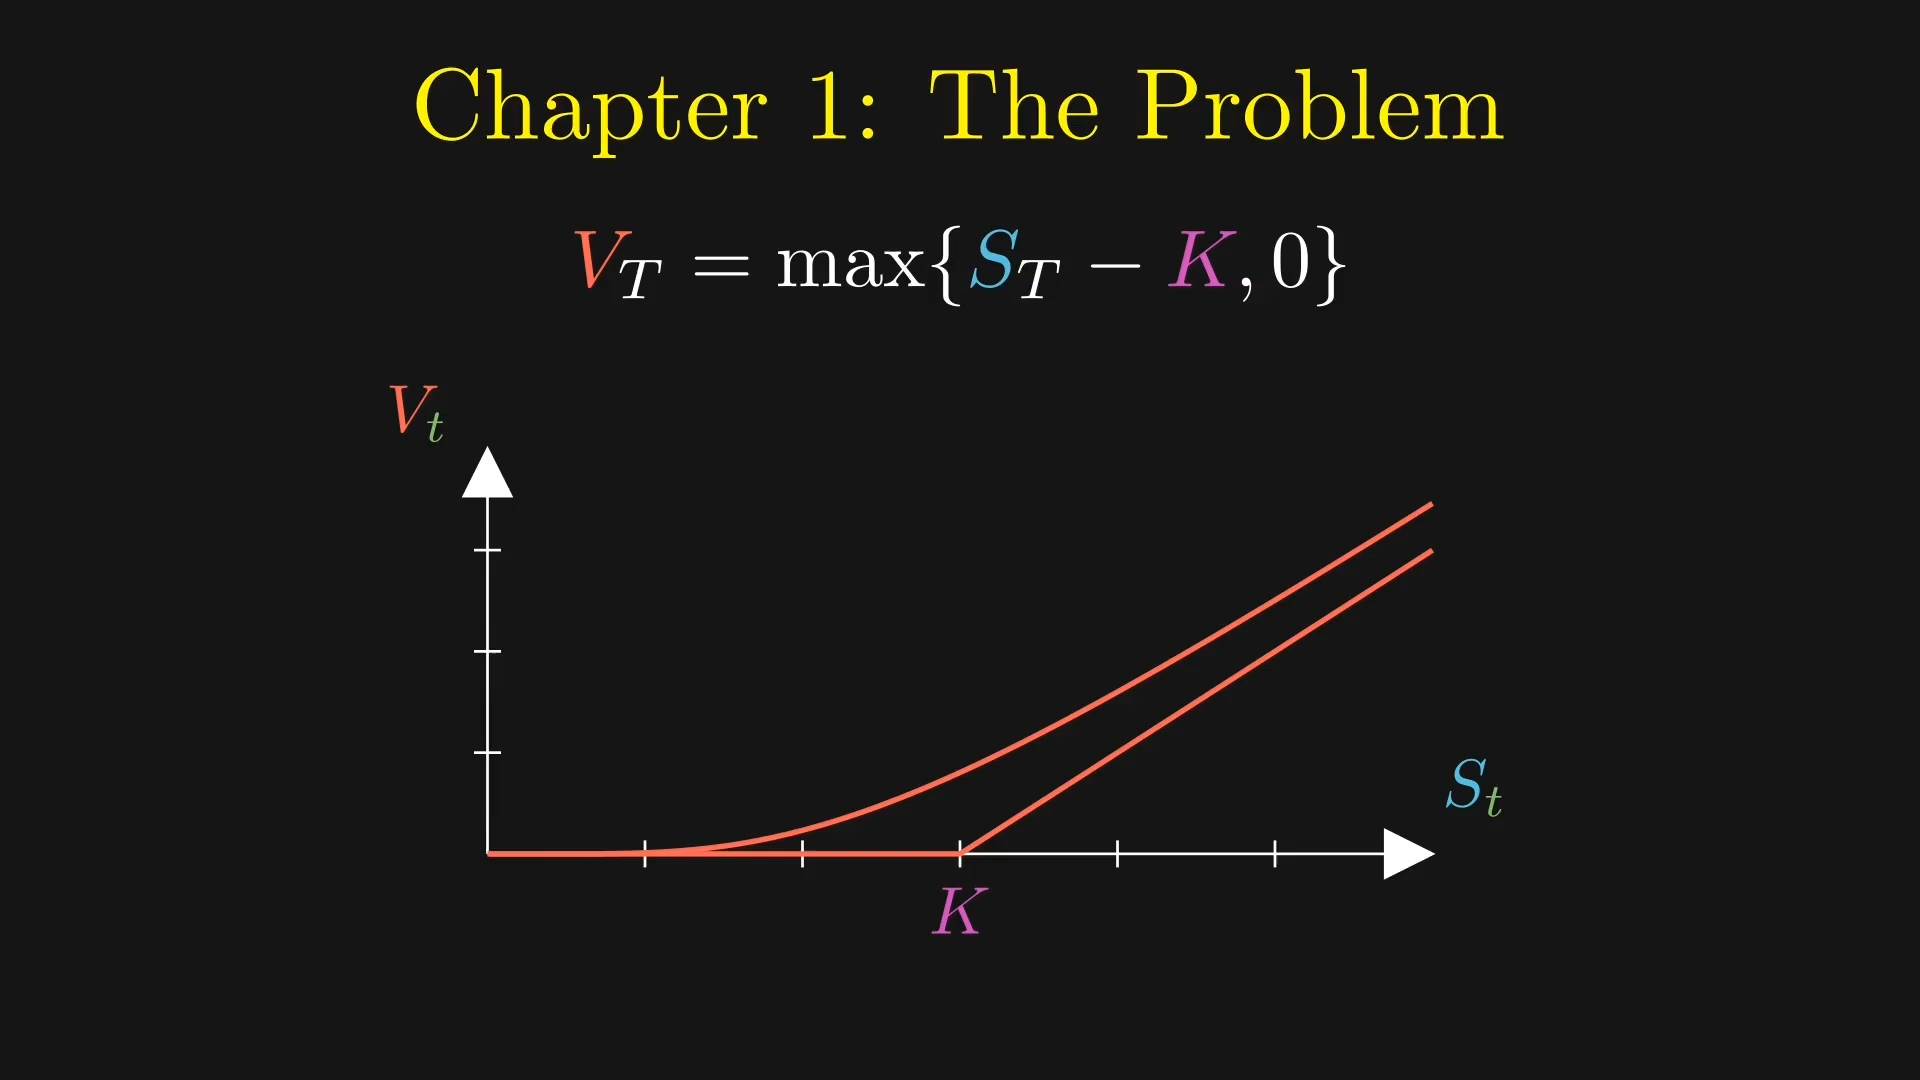 Chapter 1: The Problem
V_T = max{S_T − K, 0}
V_t
S_t
K